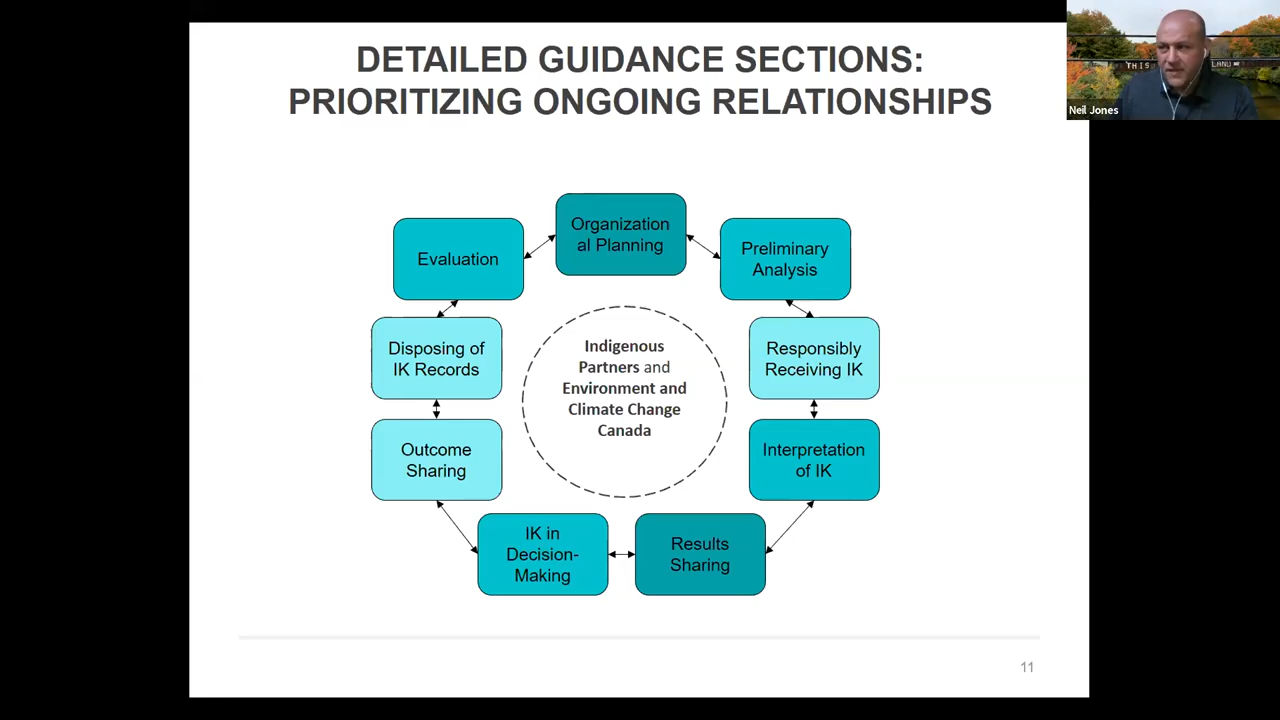 DETAILED GUIDANCE SECTIONS:
PRIORITIZING ONGOING RELATIONSHIPS
THIS
LAND
Neil Jones
Organization
al Planning
Preliminary
Analysis
Responsibly
Receiving IK
Interpretation
of IK
Results
Sharing
IK in
Decision-
Making
Outcome
Sharing
Disposing of
IK Records
Evaluation
Indigenous
Partners and
Environment and
Climate Change
Canada
11